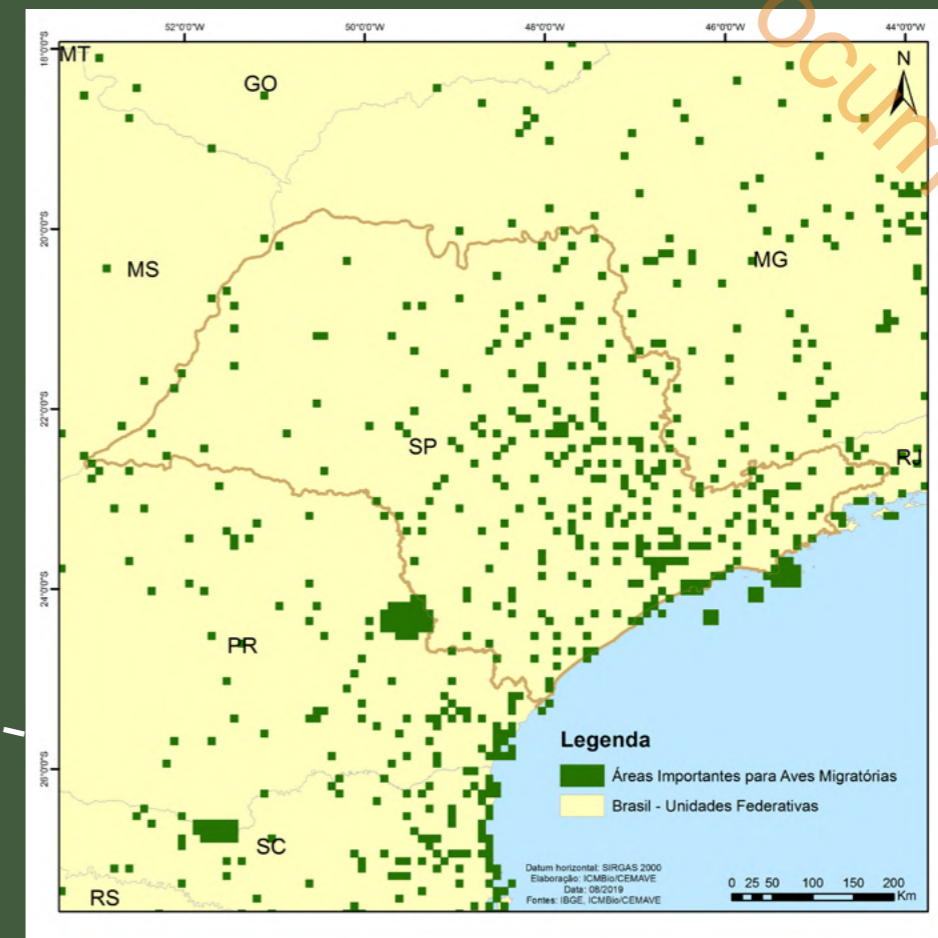 52°0'0"W 50°0'0"W 48°0'0"W 46°0'0"W 44°0'0"W
18°0'0"S
MT
GO
N
ocum
20°0'0"S
MS
MG
22°0'0"S
SP
RJ
24°0'0"S
PR
26°0'0"S
Legenda
Áreas Importantes para Aves Migratórias
Brasil - Unidades Federativas
SC
RS
Datum horizontal: SIRGAS 2000
Elaboração: ICMBio/CEMAVE
Data: 08/2019
Fontes: IBGE, ICMBio/CEMAVE
0 25 50 100 150 200
Km